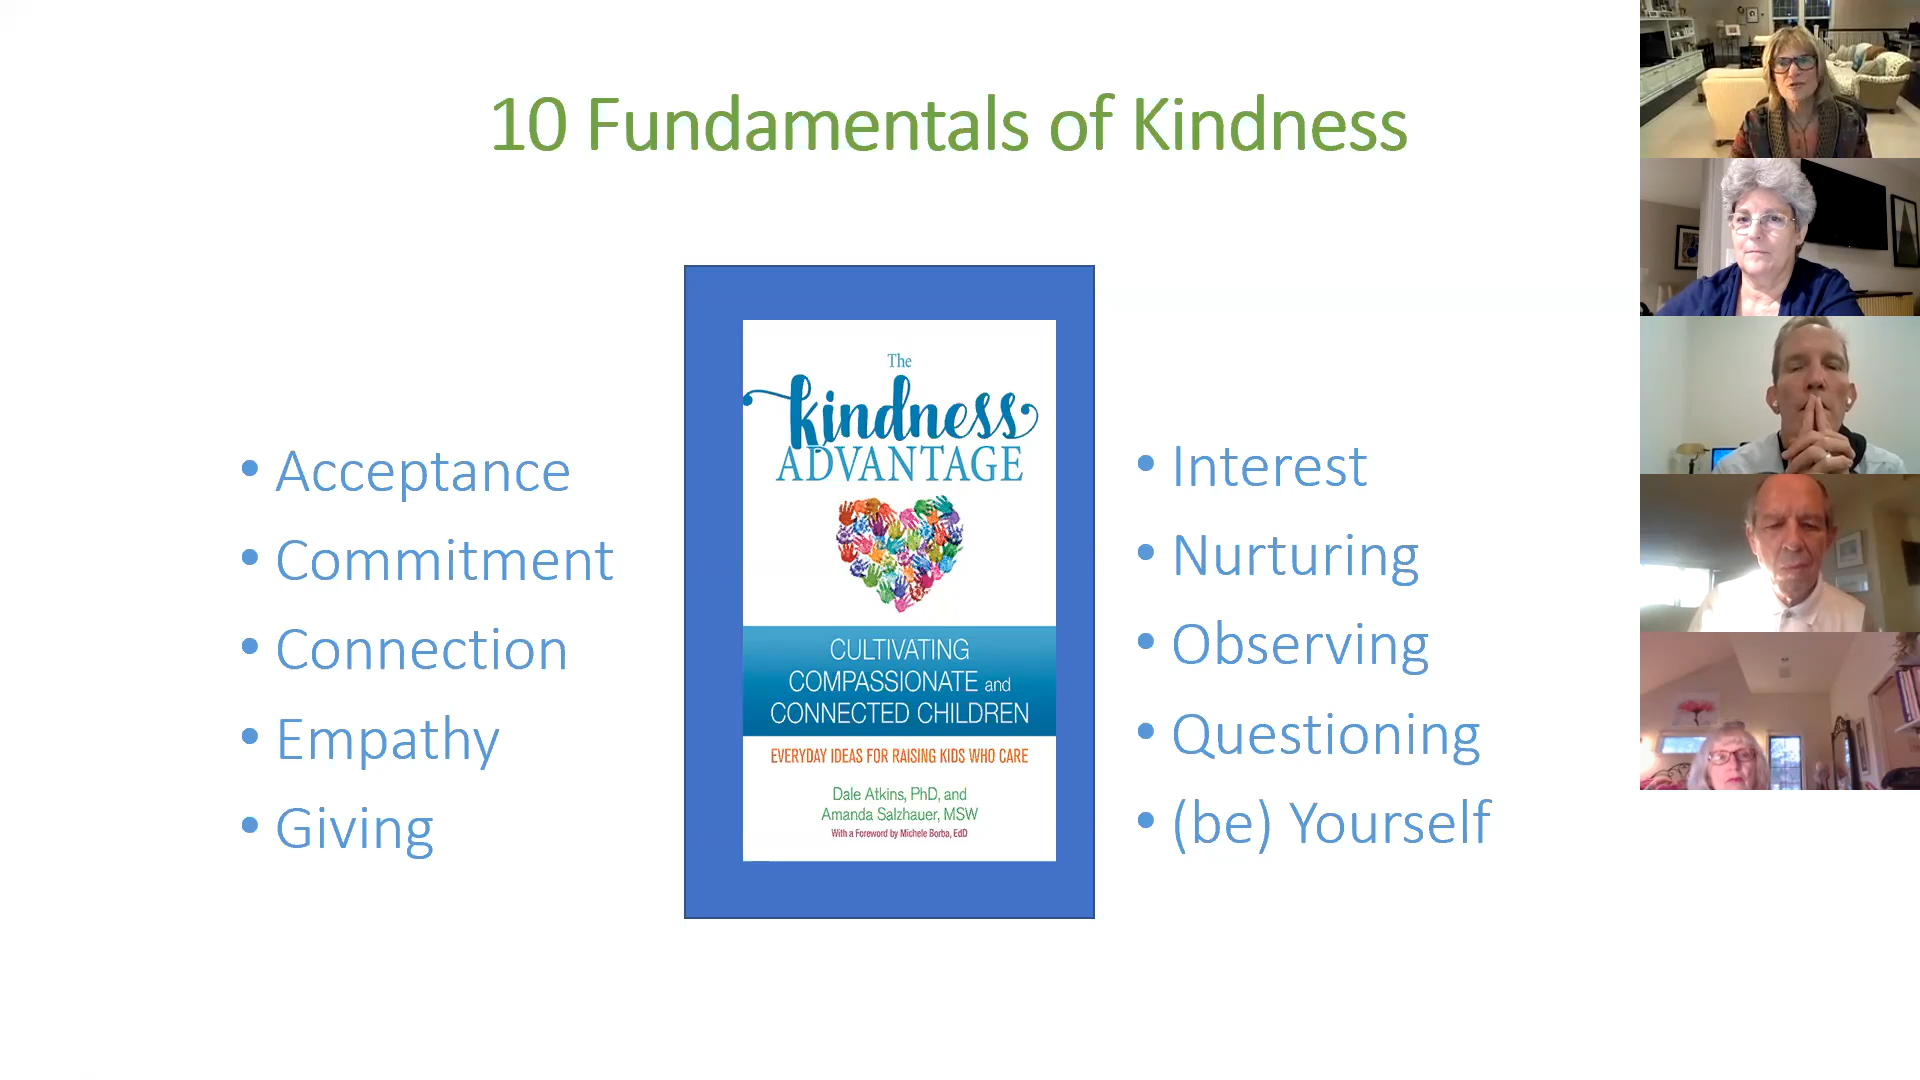 10 Fundamentals of Kindness
• Acceptance
• Commitment
• Connection
• Empathy
• Giving
The
kindness
ADVANTAGE
CULTIVATING
COMPASSIONATE and
CONNECTED CHILDREN
EVERYDAY IDEAS FOR RAISING KIDS WHO CARE
Dale Atkins, PhD, and
Amanda Salzhauer, MSW
With a Foreword by Michele Borba, EdD
• Interest
• Nurturing
• Observing
• Questioning
• (be) Yourself